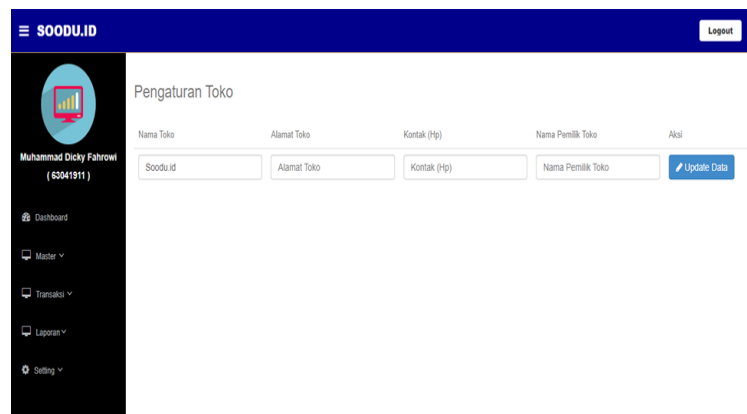 ≡ SOODU.ID
Logout
Muhammad Dicky Fahrowi
( 63041911 )
Dashboard
Master
Transaksi
Laporan
Setting
Pengaturan Toko
Nama Toko Alamat Toko Kontak (Hp) Nama Pemilik Toko Aksi
Soodu.id Alamat Toko Kontak (Hp) Nama Pemilik Toko Update Data